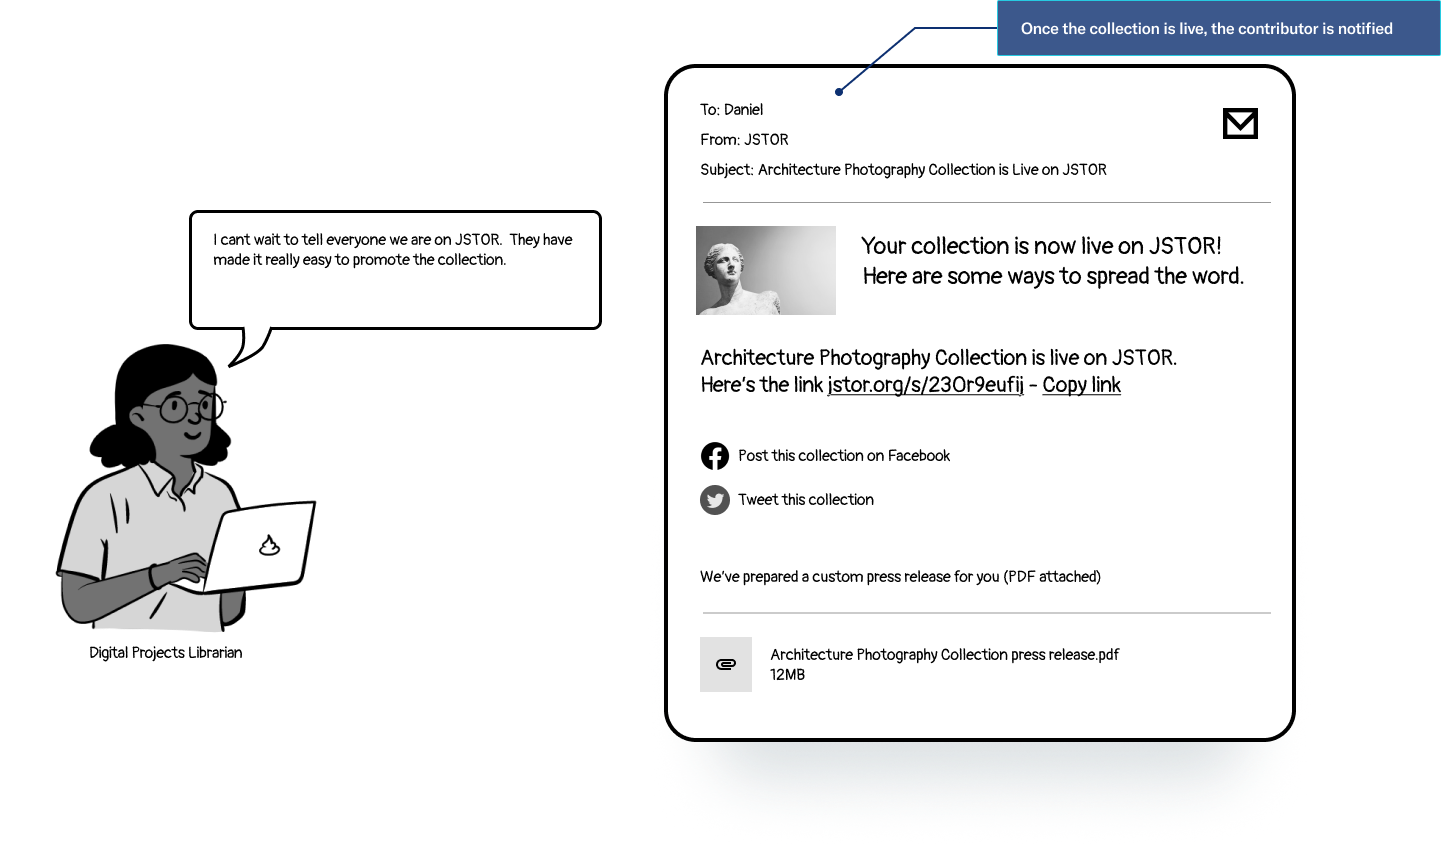 Once the collection is live, the contributor is notified
To: Daniel
From: JSTOR
Subject: Architecture Photography Collection is Live on JSTOR
I cant wait to tell everyone we are on JSTOR. They have
made it really easy to promote the collection.
Your collection is now live on JSTOR!
Here are some ways to spread the word.
Architecture Photography Collection is live on JSTOR.
Here's the link jstor.org/s/23Or9eufij - Copy link
Post this collection on Facebook
Tweet this collection
We've prepared a custom press release for you (PDF attached)
Digital Projects Librarian
Architecture Photography Collection press release.pdf
12MB